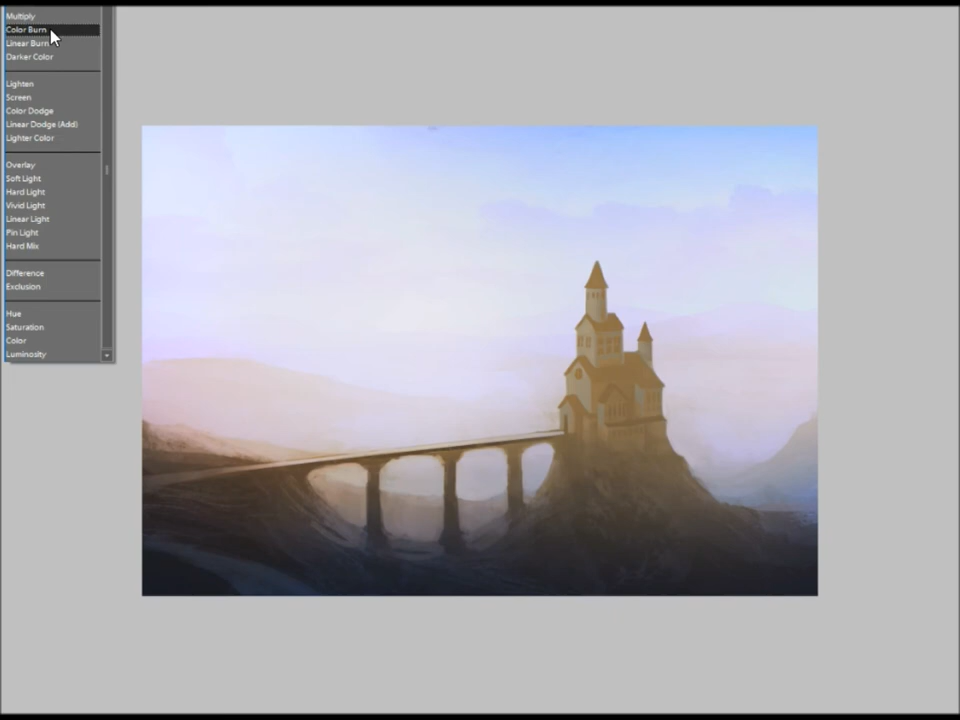 Multiply
Color Burn
Linear Burn
Darker Color
Lighten
Screen
Color Dodge
Linear Dodge (Add)
Lighter Color
Overlay
Soft Light
Hard Light
Vivid Light
Linear Light
Pin Light
Hard Mix
Difference
Exclusion
Hue
Saturation
Color
Luminosity